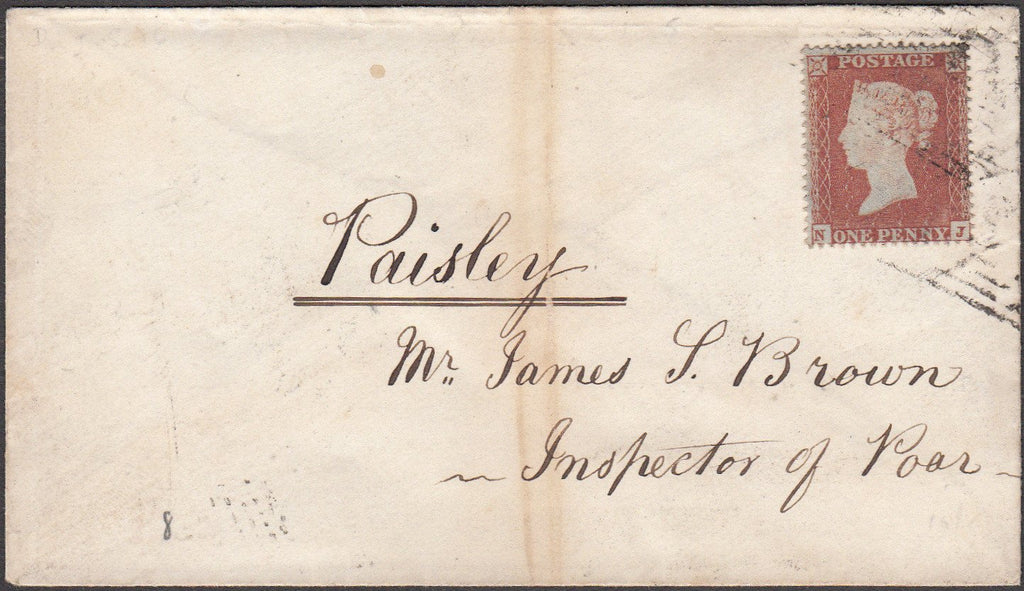 POSTAGE
N ONE PENNY J
Paisley
Mr. James S. Brown
~ Inspector of Poor ~
8